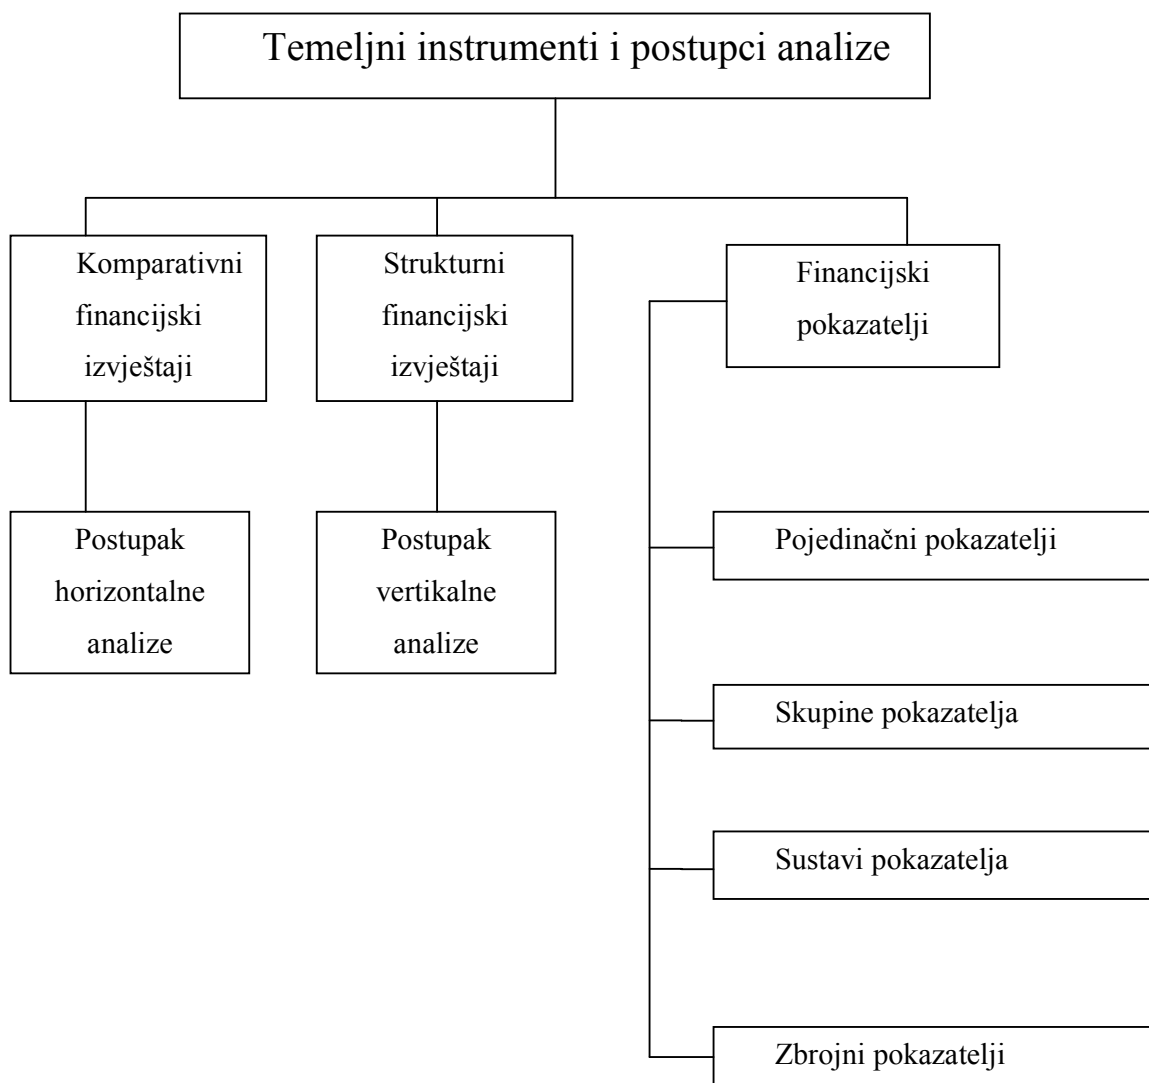 Temeljni instrumenti i postupci analize
Komparativni
financijski
izvještaji
Strukturni
financijski
izvještaji
Financijski
pokazatelji
Postupak
horizontalne
analize
Postupak
vertikalne
analize
Pojedinačni pokazatelji
Skupine pokazatelja
Sustavi pokazatelja
Zbrojni pokazatelji